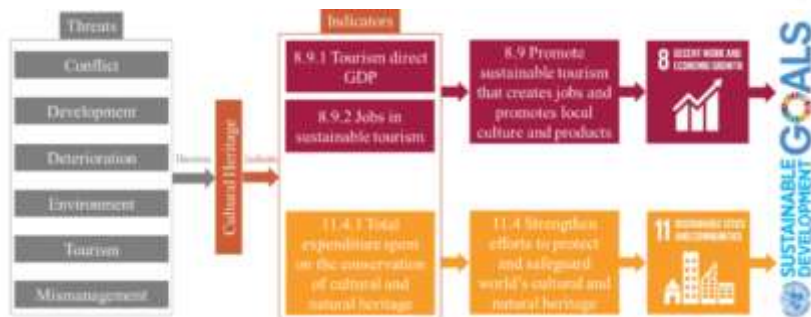 Threats
Conflict
Development
Deterioration
Environment
Tourism
Mismanagement
Cultural Heritage
Indicators
8.9.1 Tourism direct
GDP
8.9.2 Jobs in
sustainable tourism
11.4.1 Total
expenditure spent
on the conservation
of cultural and
natural heritage
8.9 Promote
sustainable tourism
that creates jobs and
promotes local
culture and products
11.4 Strengthen
efforts to protect
and safeguard
world's cultural and
natural heritage
8 DECENT WORK AND
ECONOMIC GROWTH
11 SUSTAINABLE CITIES
AND COMMUNITIES
SUSTAINABLE
DEVELOPMENT
GOALS